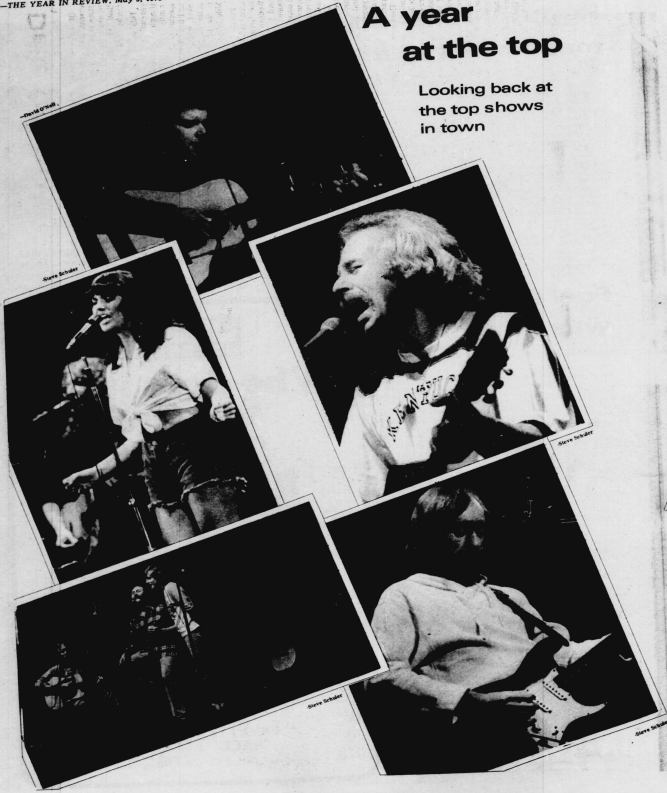 —THE YEAR IN REVIEW, May
A year
at the top
Looking back at
the top shows
in town
—David O'Neil
-Steve Schuler
-Steve Schuler
-Steve Schuler
-Steve Schuler